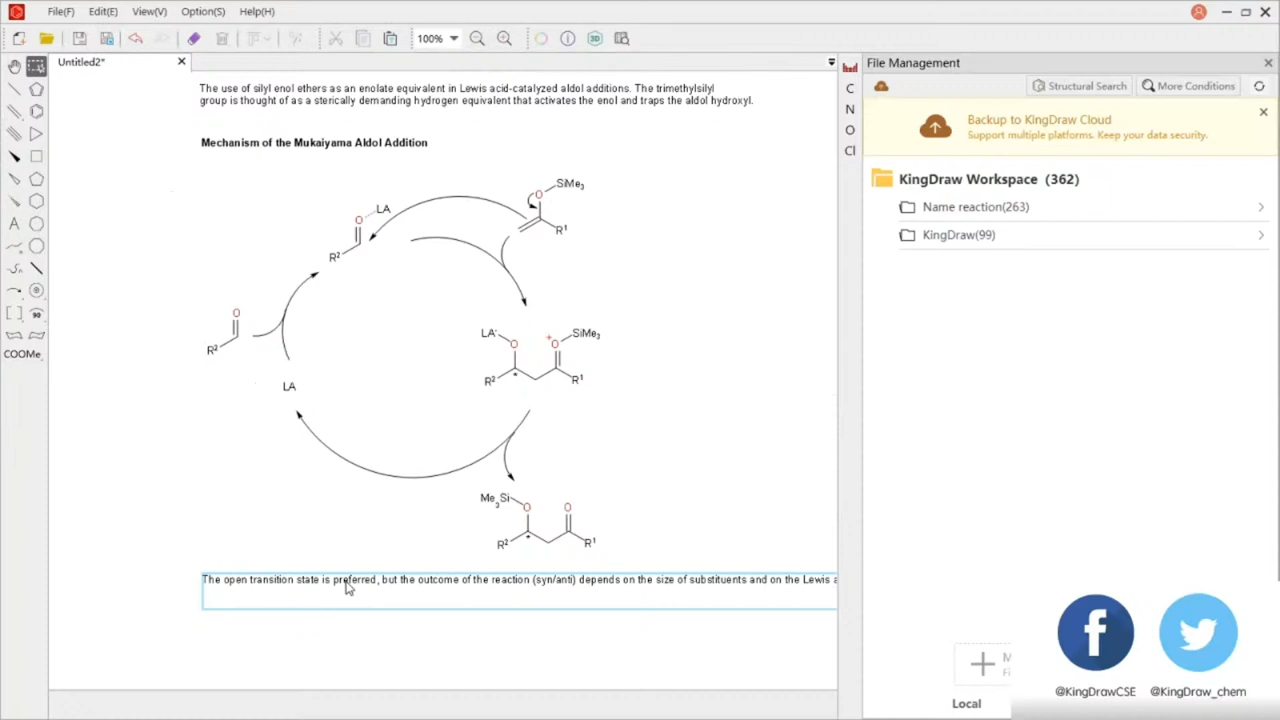 File(F) Edit(E) View(V) Option(S) Help(H)
100%
Untitled2*
File Management
Structural Search
More Conditions
Backup to KingDraw Cloud
Support multiple platforms. Keep your data security.
KingDraw Workspace (362)
Name reaction(263)
KingDraw(99)
The use of silyl enol ethers as an enolate equivalent in Lewis acid-catalyzed aldol additions. The trimethylsilyl
group is thought of as a sterically demanding hydrogen equivalent that activates the enol and traps the aldol hydroxyl.
Mechanism of the Mukaiyama Aldol Addition
C
N
O
Cl
A
90
COOMe
3D
O LA
R²
O SiMe₃
R¹
O
R²
LA
LA⁻ O
+ O SiMe₃
R² * R¹
Me₃Si O O
R² * R¹
The open transition state is preferred, but the outcome of the reaction (syn/anti) depends on the size of substituents and on the Lewis
Local
@KingDrawCSE @KingDraw_chem